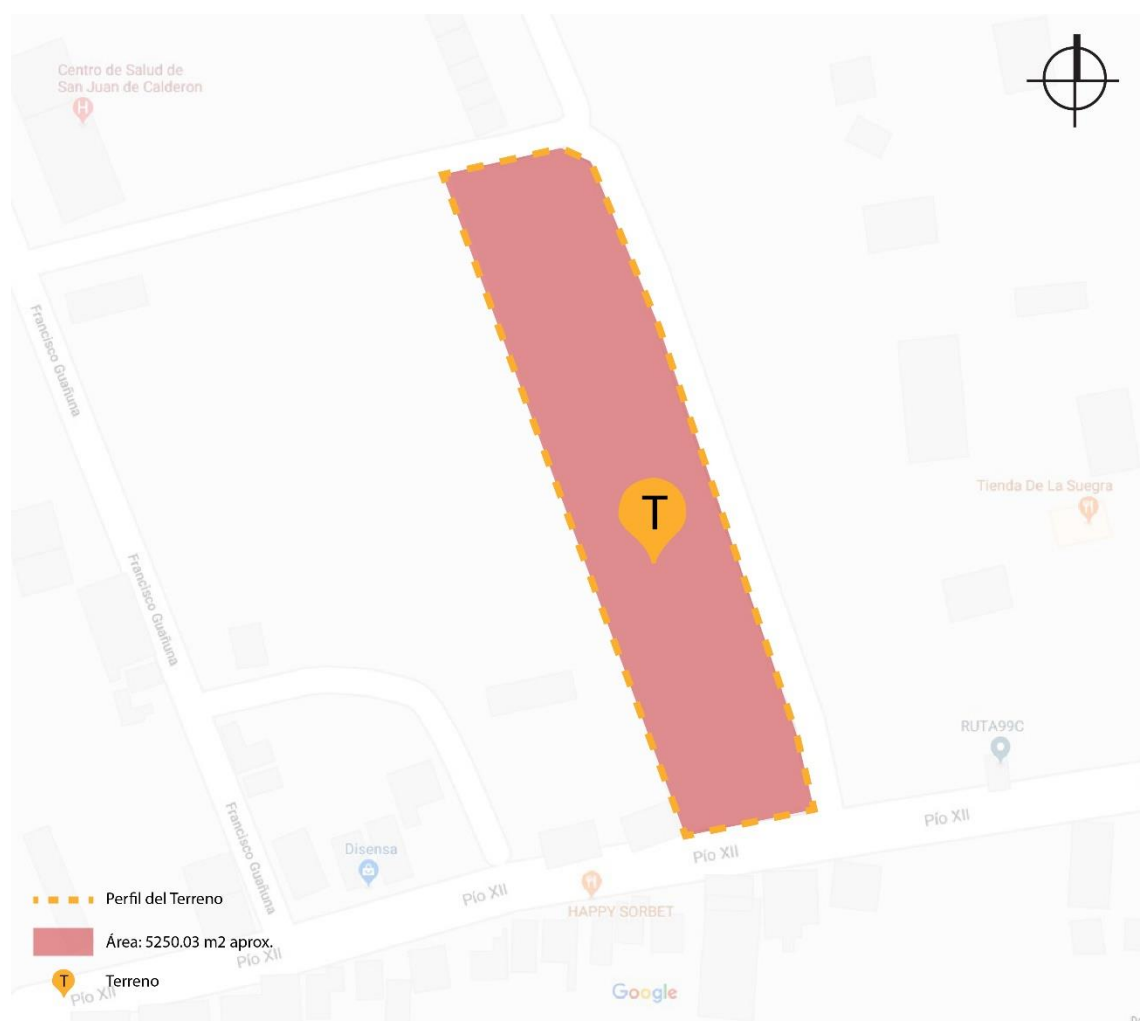 Centro de Salud de
San Juan de Calderon
H
Francisco Guañuna
T
Tienda De La Suegra
Francisco Guañuna
RUTA99C
Pío XII
Francisco Guañuna
Disensa
Pío XII
Pío XII
HAPPY SORBET
Perfil del Terreno
Área: 5250.03 m2 aprox.
Pío XII
T
Terreno
Pío XII
Google